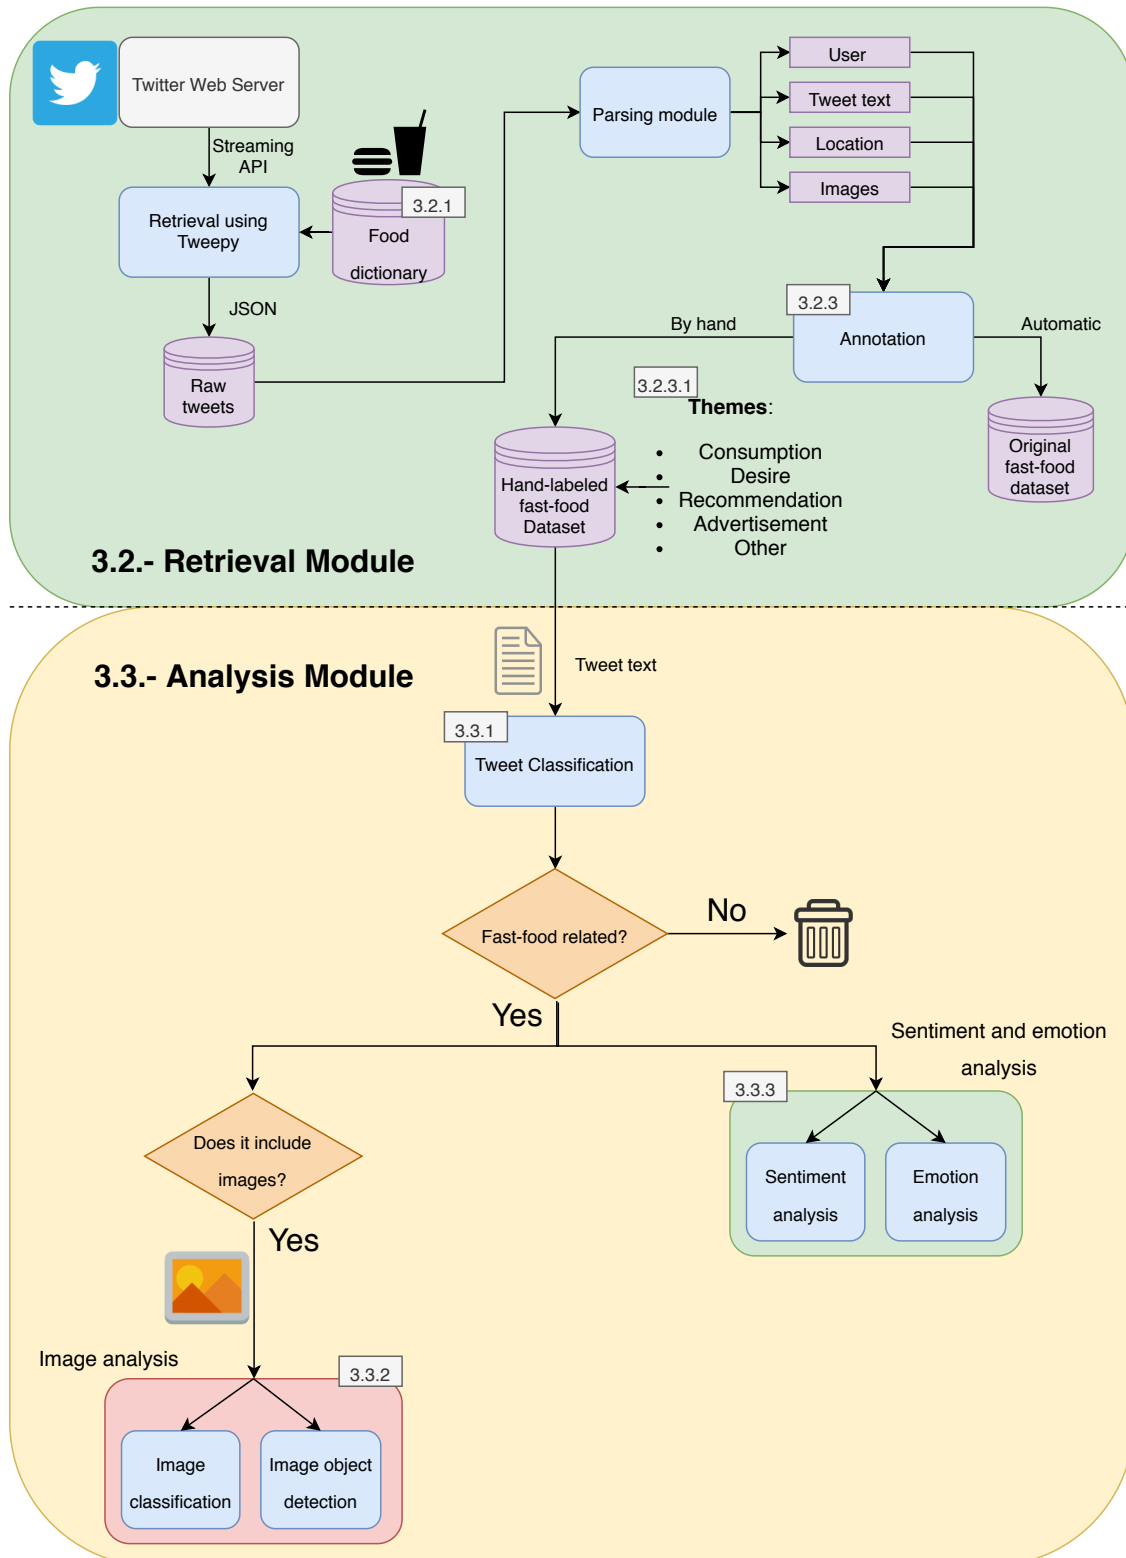 Twitter Web Server
Streaming
API
Retrieval using
Tweepy
3.2.1
Food
dictionary
JSON
Raw
tweets
Parsing module
User
Tweet text
Location
Images
3.2.3
Annotation
By hand
Automatic
3.2.3.1
Themes:
• Consumption
• Desire
• Recommendation
• Advertisement
• Other
Hand-labeled
fast-food
Dataset
Original
fast-food
dataset
3.2.- Retrieval Module
3.3.- Analysis Module
Tweet text
3.3.1
Tweet Classification
Fast-food related?
No
Yes
Sentiment and emotion
analysis
3.3.3
Sentiment
analysis
Emotion
analysis
Does it include
images?
Yes
Image analysis
3.3.2
Image
classification
Image object
detection